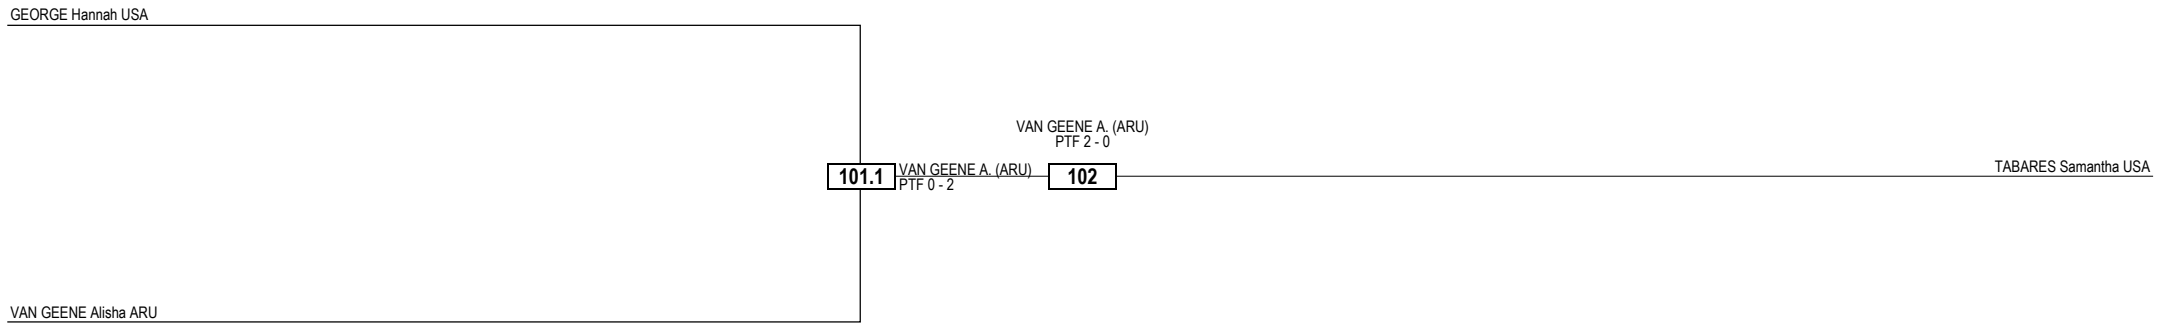 GEORGE Hannah USA
VAN GEENE A. (ARU)
PTF 2 - 0
101.1
VAN GEENE A. (ARU)
PTF 0 - 2
102
TABARES Samantha USA
VAN GEENE Alisha ARU